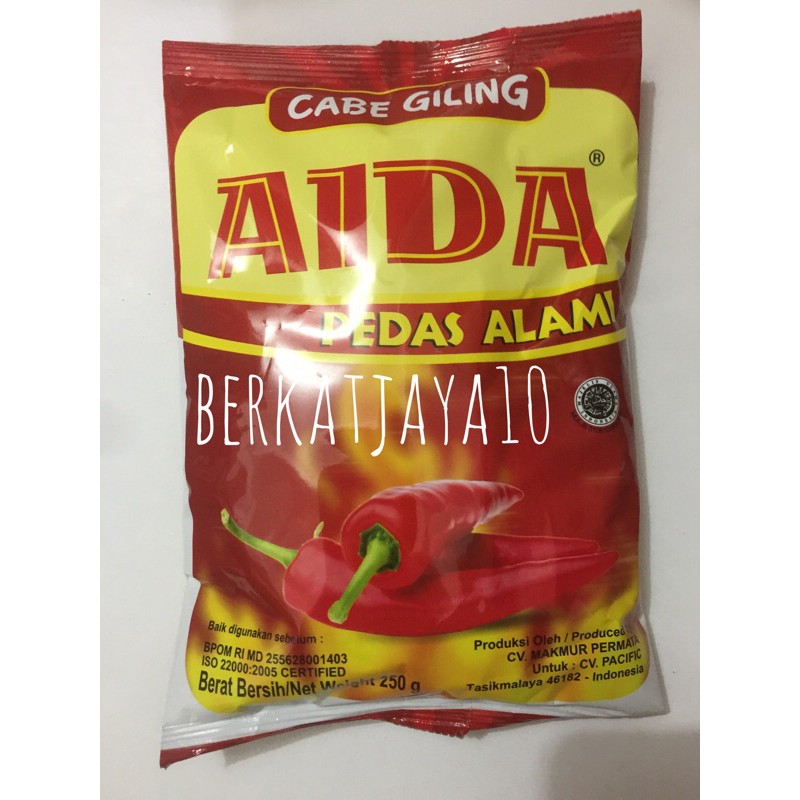 CABE GILING
AIDA®
PEDAS ALAMI
BERKATJAYA10
Baik digunakan sebelum :
BPOM RI MD 255628001403
ISO 22000:2005 CERTIFIED
Berat Bersih/Net Weight 250 g
Produksi Oleh / Produced
CV. MAKMUR PERMATA
Untuk : CV. PACIFIC
Tasikmalaya 46182 - Indonesia